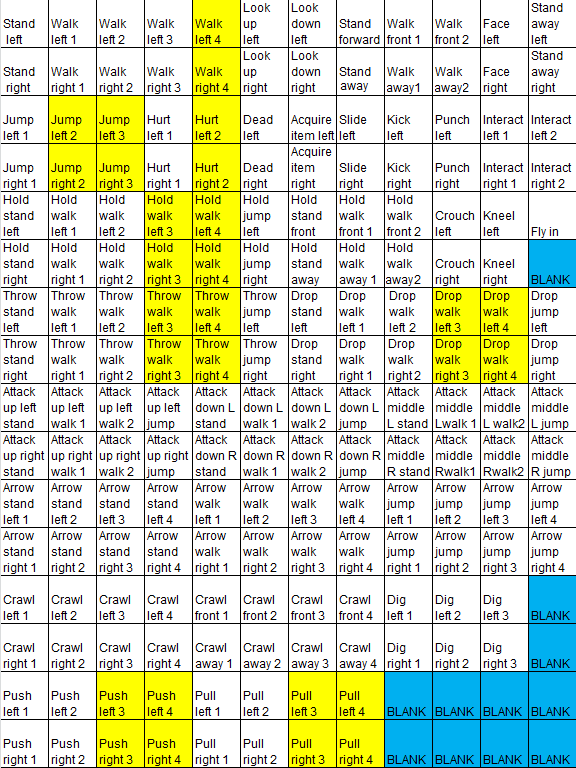 Stand left Walk left 1 Walk left 2 Walk left 3 Walk left 4 Look up left Look down left Stand forward Walk front 1 Walk front 2 Face left Stand away left
Stand right Walk right 1 Walk right 2 Walk right 3 Walk right 4 Look up right Look down right Stand away Walk away1 Walk away2 Face right Stand away right
Jump left 1 Jump left 2 Jump left 3 Hurt left 1 Hurt left 2 Dead left Acquire item left Slide left Kick left Punch left Interact left 1 Interact left 2
Jump right 1 Jump right 2 Jump right 3 Hurt right 1 Hurt right 2 Dead right Acquire item right Slide right Kick right Punch right Interact right 1 Interact right 2
Hold stand left Hold walk left 1 Hold walk left 2 Hold walk left 3 Hold walk left 4 Hold jump left Hold stand front Hold walk front 1 Hold walk front 2 Crouch left Kneel left Fly in
Hold stand right Hold walk right 1 Hold walk right 2 Hold walk right 3 Hold walk right 4 Hold jump right Hold stand away Hold walk away 1 Hold walk away2 Crouch right Kneel right BLANK
Throw stand left Throw walk left 1 Throw walk left 2 Throw walk left 3 Throw walk left 4 Throw jump left Drop stand left Drop walk left 1 Drop walk left 2 Drop walk left 3 Drop walk left 4 Drop jump left
Throw stand right Throw walk right 1 Throw walk right 2 Throw walk right 3 Throw walk right 4 Throw jump right Drop stand right Drop walk right 1 Drop walk right2 Drop walk right 3 Drop walk right 4 Drop jump right
Attack up left stand Attack up left walk 1 Attack up left walk 2 Attack up left jump Attack down L stand Attack down L walk 1 Attack down L walk 2 Attack down L jump Attack middle L stand Attack middle Lwalk 1 Attack middle L walk2 Attack middle L jump
Attack up right stand Attack up right walk 1 Attack up right walk 2 Attack up right jump Attack down R stand Attack down R walk 1 Attack down R walk 2 Attack down R jump Attack middle R stand Attack middle Rwalk1 Attack middle Rwalk2 Attack middle R jump
Arrow stand left 1 Arrow stand left 2 Arrow stand left 3 Arrow stand left 4 Arrow walk left 1 Arrow walk left 2 Arrow walk left 3 Arrow walk left 4 Arrow jump left 1 Arrow jump left 2 Arrow jump left 3 Arrow jump left 4
Arrow stand right 1 Arrow stand right 2 Arrow stand right 3 Arrow stand right 4 Arrow walk right 1 Arrow walk right 2 Arrow walk right 3 Arrow walk right 4 Arrow jump right 1 Arrow jump right 2 Arrow jump right 3 Arrow jump right 4
Crawl left 1 Crawl left 2 Crawl left 3 Crawl left 4 Crawl front 1 Crawl front 2 Crawl front 3 Crawl front 4 Dig left 1 Dig left 2 Dig left 3 BLANK
Crawl right 1 Crawl right 2 Crawl right 3 Crawl right 4 Crawl away 1 Crawl away 2 Crawl away 3 Crawl away 4 Dig right 1 Dig right 2 Dig right 3 BLANK
Push left 1 Push left 2 Push left 3 Push left 4 Pull left 1 Pull left 2 Pull left 3 Pull left 4 BLANK BLANK BLANK BLANK
Push right 1 Push right 2 Push right 3 Push right 4 Pull right 1 Pull right 2 Pull right 3 Pull right 4 BLANK BLANK BLANK BLANK